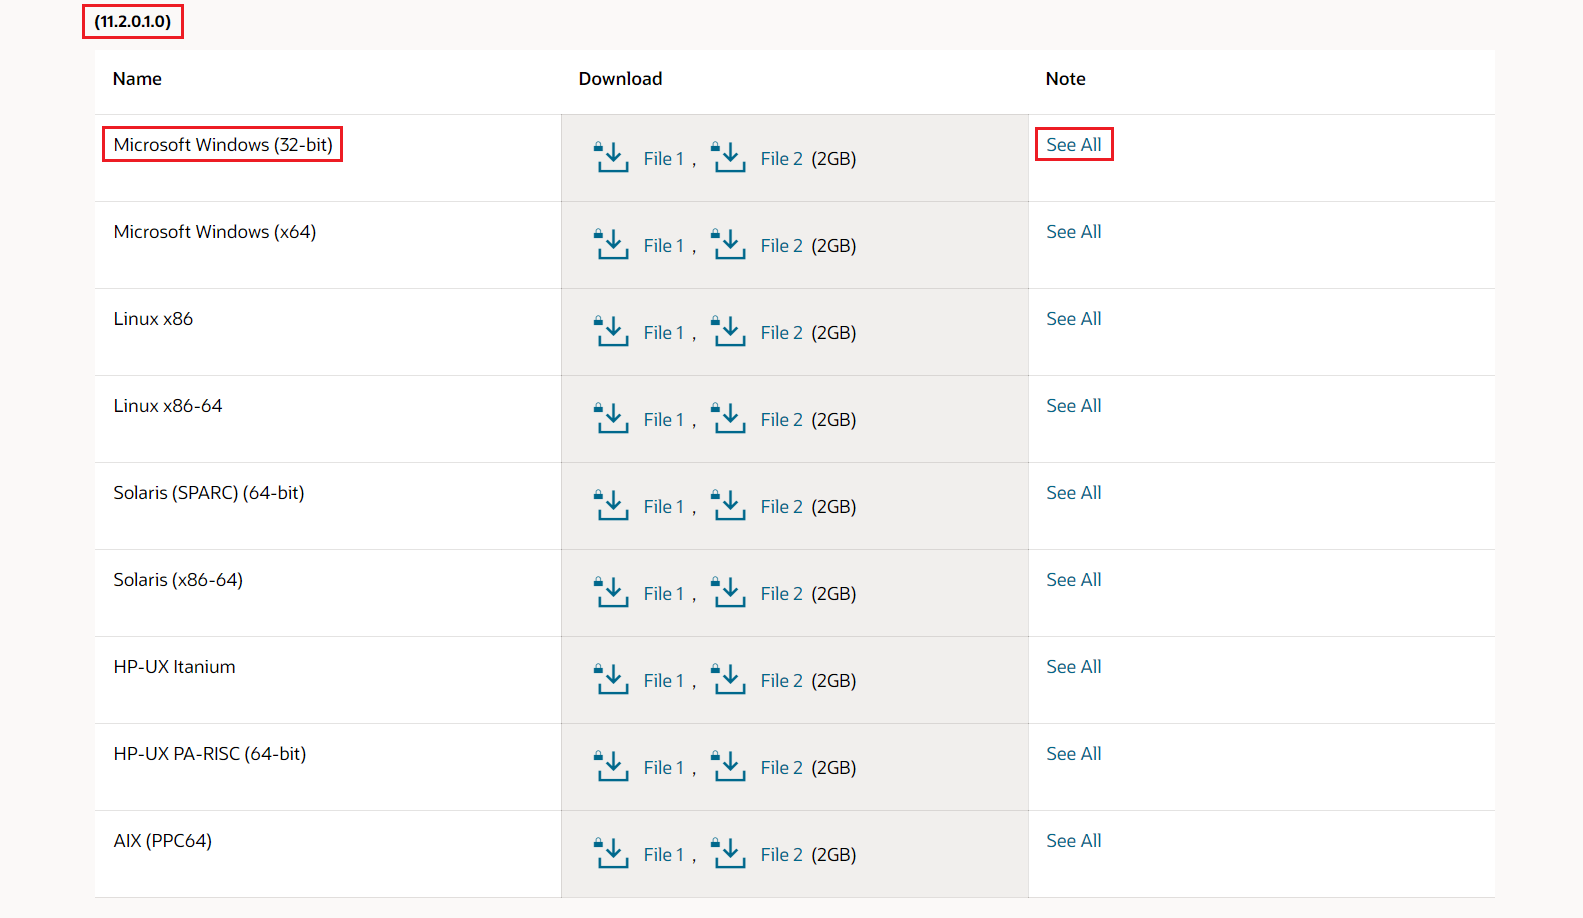 (11.2.0.1.0)
Name Download Note
Microsoft Windows (32-bit) File 1 , File 2 (2GB) See All
Microsoft Windows (x64) File 1 , File 2 (2GB) See All
Linux x86 File 1 , File 2 (2GB) See All
Linux x86-64 File 1 , File 2 (2GB) See All
Solaris (SPARC) (64-bit) File 1 , File 2 (2GB) See All
Solaris (x86-64) File 1 , File 2 (2GB) See All
HP-UX Itanium File 1 , File 2 (2GB) See All
HP-UX PA-RISC (64-bit) File 1 , File 2 (2GB) See All
AIX (PPC64) File 1 , File 2 (2GB) See All